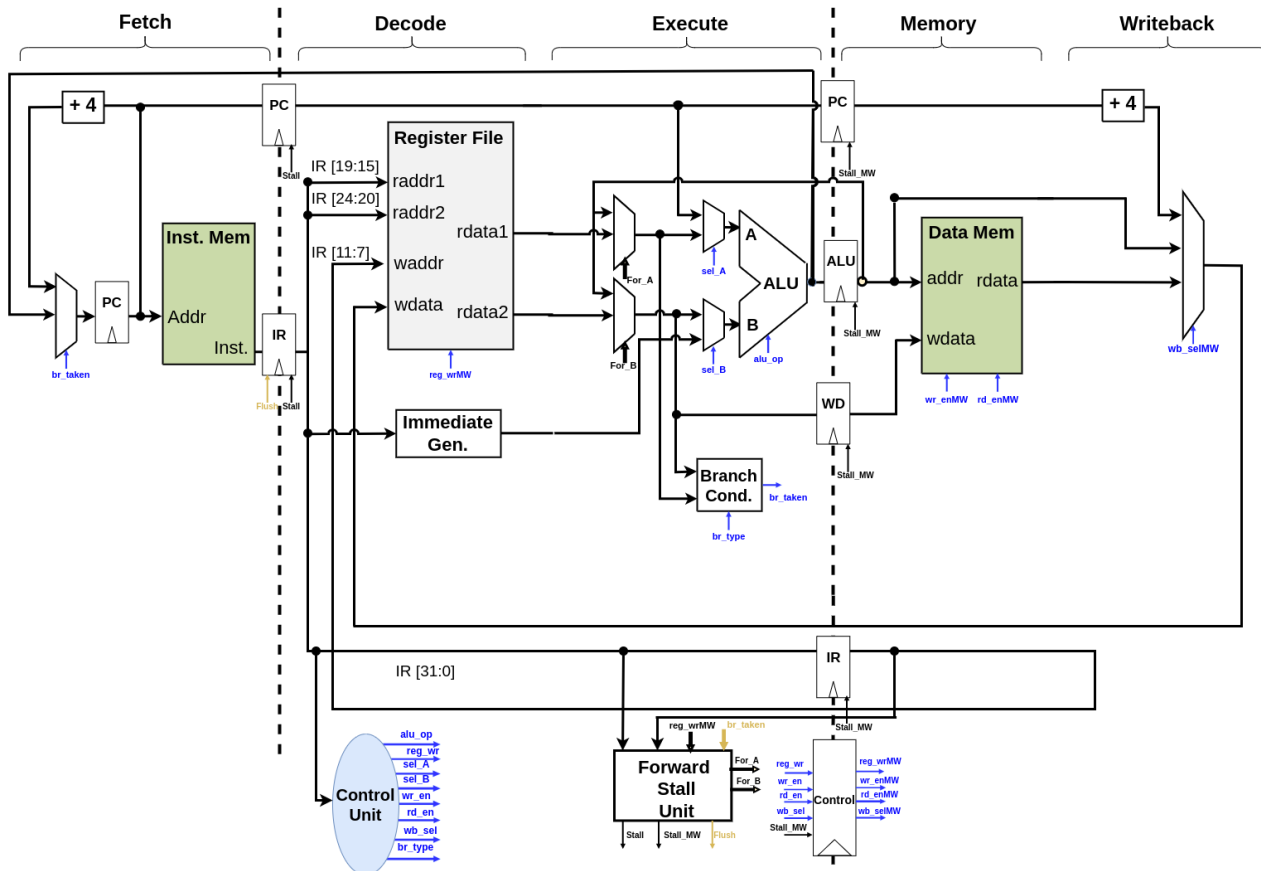 Fetch
Decode
Execute
Memory
Writeback
+ 4
PC
Stall
PC
Stall_MW
+ 4
Register File
IR [19:15]
raddr1
IR [24:20]
raddr2
rdata1
IR [11:7]
waddr
wdata
rdata2
reg_wrMW
Inst. Mem
Addr
Inst.
PC
br_taken
IR
Flush
Stall
For_A
For_B
sel_A
sel_B
A
ALU
B
alu_op
ALU
Stall_MW
Data Mem
addr
rdata
wdata
wr_enMW
rd_enMW
wb_selMW
Immediate
Gen.
WD
Stall_MW
Branch
Cond.
br_taken
br_type
IR
Stall_MW
IR [31:0]
Control
Unit
alu_op
reg_wr
sel_A
sel_B
wr_en
rd_en
wb_sel
br_type
reg_wrMW
br_taken
Forward
Stall
Unit
For_A
For_B
Stall
Stall_MW
Flush
reg_wr
wr_en
rd_en
wb_sel
Stall_MW
Control
reg_wrMW
wr_enMW
rd_enMW
wb_selMW